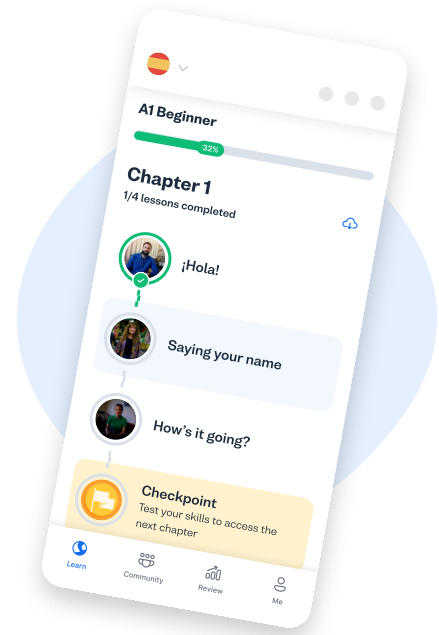 A1 Beginner
32%
Chapter 1
1/4 lessons completed
¡Hola!
Saying your name
How's it going?
Checkpoint
Test your skills to access the
next chapter
Learn
Community
Review
Me